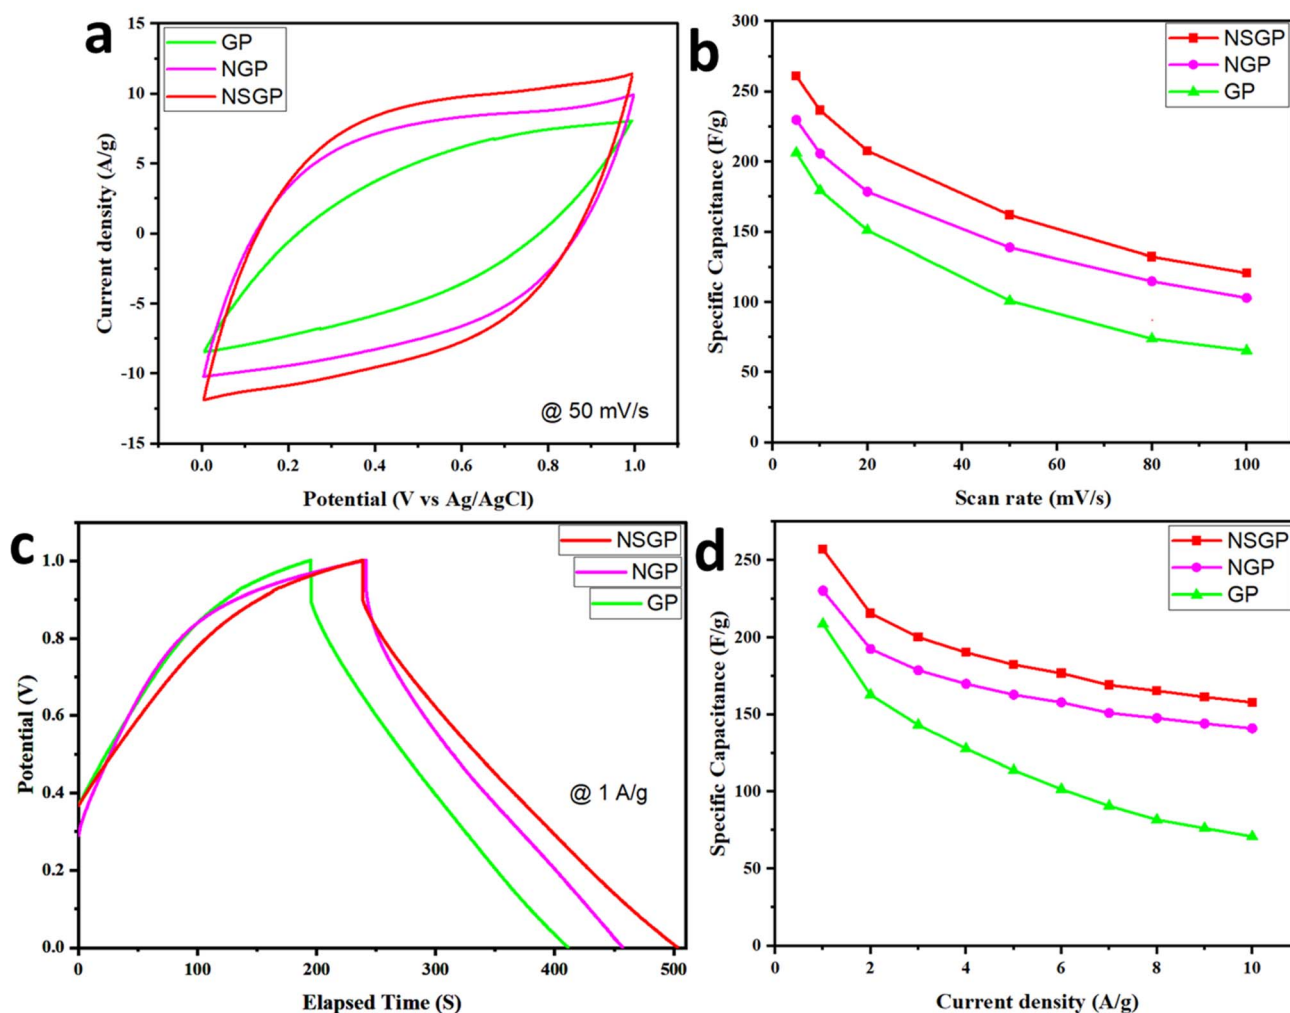 a
GP
NGP
NSGP
15
10
5
0
-5
-10
-15
Current density (A/g)
@ 50 mV/s
0.0 0.2 0.4 0.6 0.8 1.0
Potential (V vs Ag/AgCl)
b
NSGP
NGP
GP
300
250
200
150
100
50
0
Specific Capacitance (F/g)
0 20 40 60 80 100
Scan rate (mV/s)
c
NSGP
NGP
GP
1.0
0.8
0.6
0.4
0.2
0.0
Potential (V)
@ 1 A/g
0 100 200 300 400 500
Elapsed Time (S)
d
NSGP
NGP
GP
250
200
150
100
50
0
Specific Capacitance (F/g)
0 2 4 6 8 10
Current density (A/g)